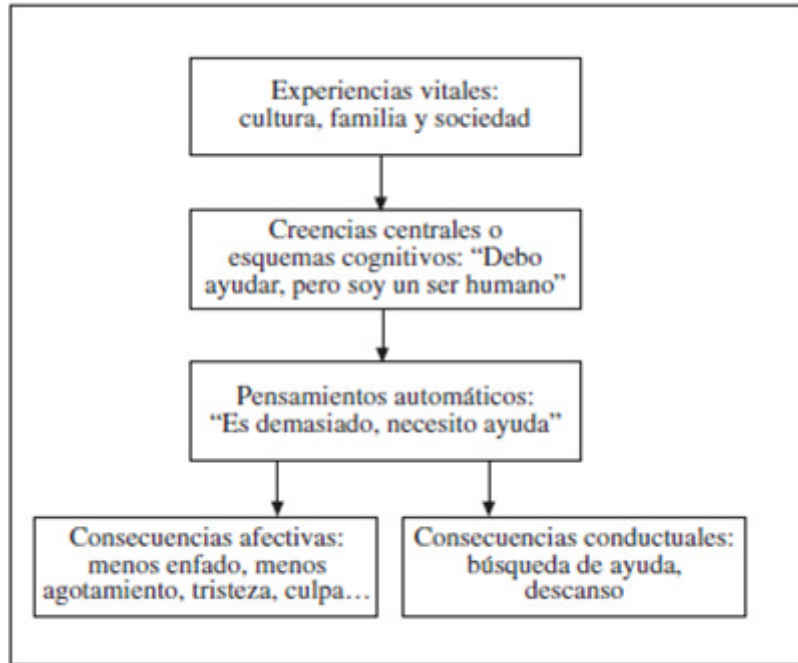 Experiencias vitales:
cultura, familia y sociedad
Creencias centrales o
esquemas cognitivos: “Debo
ayudar, pero soy un ser humano”
Pensamientos automáticos:
“Es demasiado, necesito ayuda”
Consecuencias afectivas:
menos enfado, menos
agotamiento, tristeza, culpa…
Consecuencias conductuales:
búsqueda de ayuda,
descanso